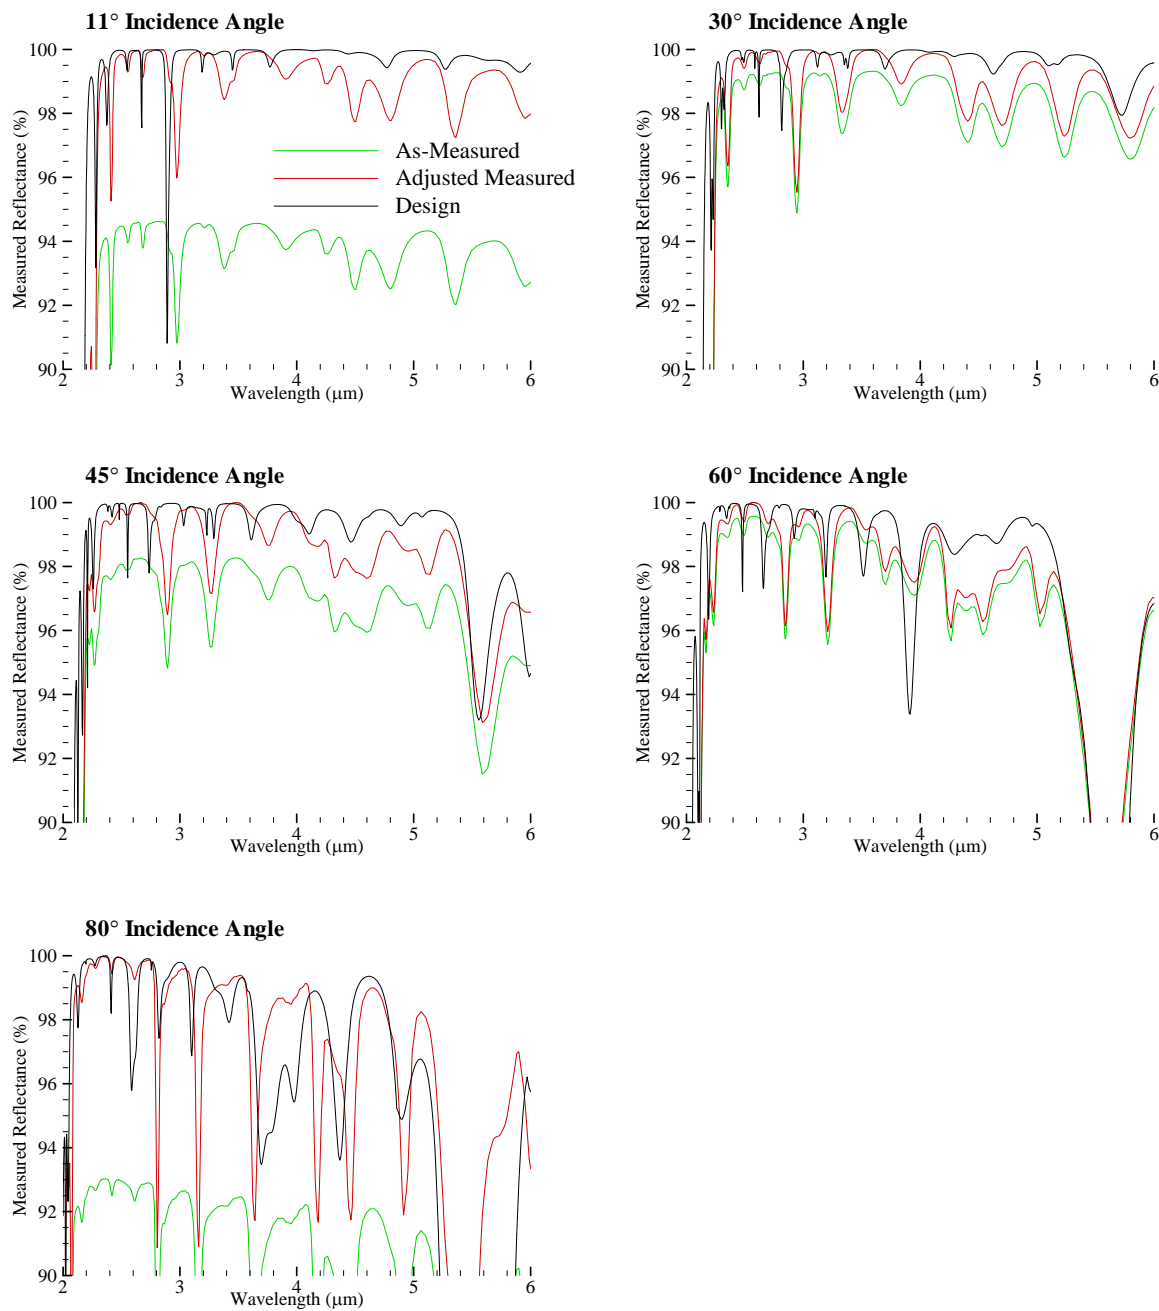 11° Incidence Angle
100
98
96
94
92
90
Measured Reflectance (%)
As-Measured
Adjusted Measured
Design
2 3 4 5 6
Wavelength (μm)
30° Incidence Angle
100
98
96
94
92
90
Measured Reflectance (%)
2 3 4 5 6
Wavelength (μm)
45° Incidence Angle
100
98
96
94
92
90
Measured Reflectance (%)
2 3 4 5 6
Wavelength (μm)
60° Incidence Angle
100
98
96
94
92
90
Measured Reflectance (%)
2 3 4 5 6
Wavelength (μm)
80° Incidence Angle
100
98
96
94
92
90
Measured Reflectance (%)
2 3 4 5 6
Wavelength (μm)